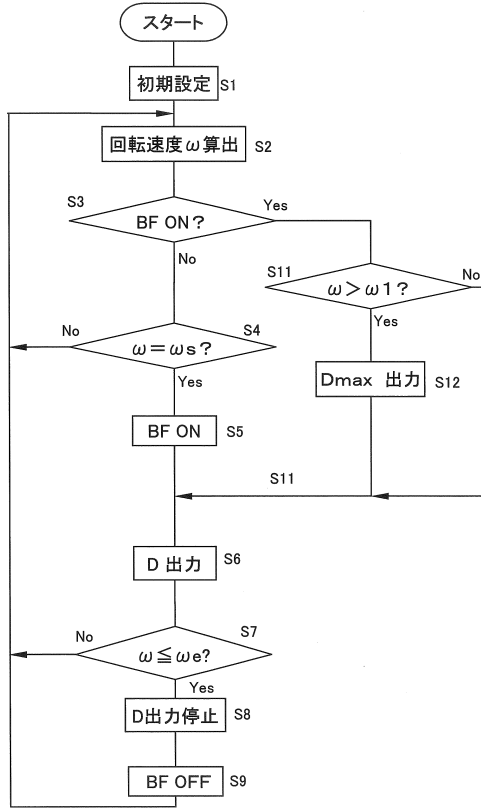 スタート
初期設定 S1
回転速度ω算出 S2
S3
BF ON？
Yes
No
S11
ω＞ω1？
No
Yes
No
S4
ω＝ωs？
Yes
Dmax 出力 S12
BF ON S5
S11
D 出力 S6
No
S7
ω≦ωe?
Yes
D出力停止 S8
BF OFF S9